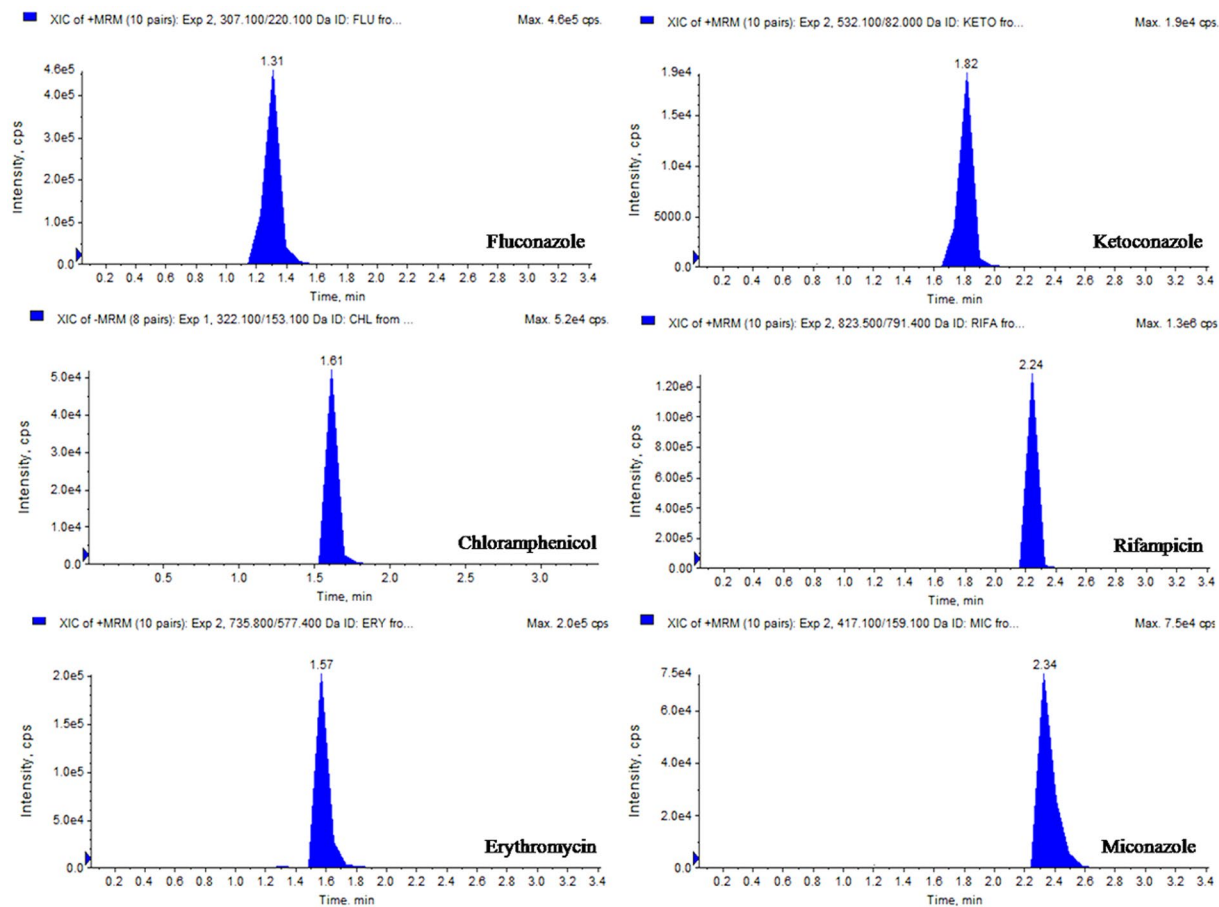 XIC of +MRM (10 pairs): Exp 2, 307.100/220.100 Da ID: FLU fro... Max. 4.6e5 cps.
1.31
4.6e5
4.0e5
3.0e5
2.0e5
1.0e5
0.0
Intensity, cps
Fluconazole
0.2 0.4 0.6 0.8 1.0 1.2 1.4 1.6 1.8 2.0 2.2 2.4 2.6 2.8 3.0 3.2 3.4
Time, min
XIC of +MRM (10 pairs): Exp 2, 532.100/82.000 Da ID: KETO fro... Max. 1.9e4 cps.
1.82
1.9e4
1.5e4
1.0e4
5000.0
0.0
Intensity, cps
Ketoconazole
0.2 0.4 0.6 0.8 1.0 1.2 1.4 1.6 1.8 2.0 2.2 2.4 2.6 2.8 3.0 3.2 3.4
Time, min
XIC of -MRM (8 pairs): Exp 1, 322.100/153.100 Da ID: CHL from ... Max. 5.2e4 cps.
1.61
5.0e4
4.0e4
3.0e4
2.0e4
1.0e4
0.0
Intensity, cps
Chloramphenicol
0.5 1.0 1.5 2.0 2.5 3.0
Time, min
XIC of +MRM (10 pairs): Exp 2, 823.500/791.400 Da ID: RIFA fro... Max. 1.3e6 cps
2.24
1.20e6
1.00e6
8.00e5
6.00e5
4.00e5
2.00e5
0.00
Intensity, cps
Rifampicin
0.2 0.4 0.6 0.8 1.0 1.2 1.4 1.6 1.8 2.0 2.2 2.4 2.6 2.8 3.0 3.2 3.4
Time, min
XIC of +MRM (10 pairs): Exp 2, 735.800/577.400 Da ID: ERY fro... Max. 2.0e5 cps
1.57
2.0e5
1.5e5
1.0e5
5.0e4
0.0
Intensity, cps
Erythromycin
0.2 0.4 0.6 0.8 1.0 1.2 1.4 1.6 1.8 2.0 2.2 2.4 2.6 2.8 3.0 3.2 3.4
Time, min
XIC of +MRM (10 pairs): Exp 2, 417.100/159.100 Da ID: MIC fro... Max. 7.5e4 cps.
2.34
7.5e4
6.0e4
4.0e4
2.0e4
0.0
Intensity, cps
Miconazole
0.2 0.4 0.6 0.8 1.0 1.2 1.4 1.6 1.8 2.0 2.2 2.4 2.6 2.8 3.0 3.2 3.4
Time, min